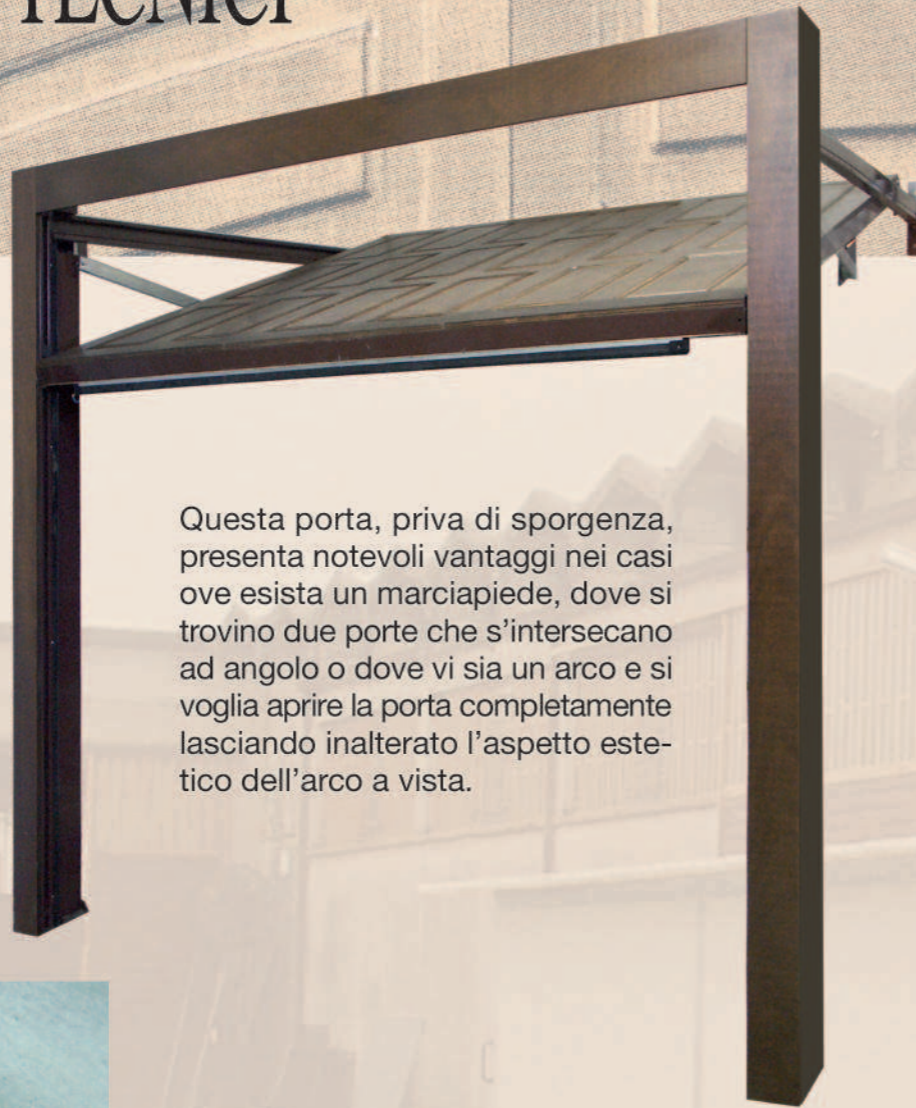 TECNICI
Questa porta, priva di sporgenza,
presenta notevoli vantaggi nei casi
ove esista un marciapiede, dove si
trovino due porte che s’intersecano
ad angolo o dove vi sia un arco e si
voglia aprire la porta completamente
lasciando inalterato l’aspetto este-
tico dell’arco a vista.